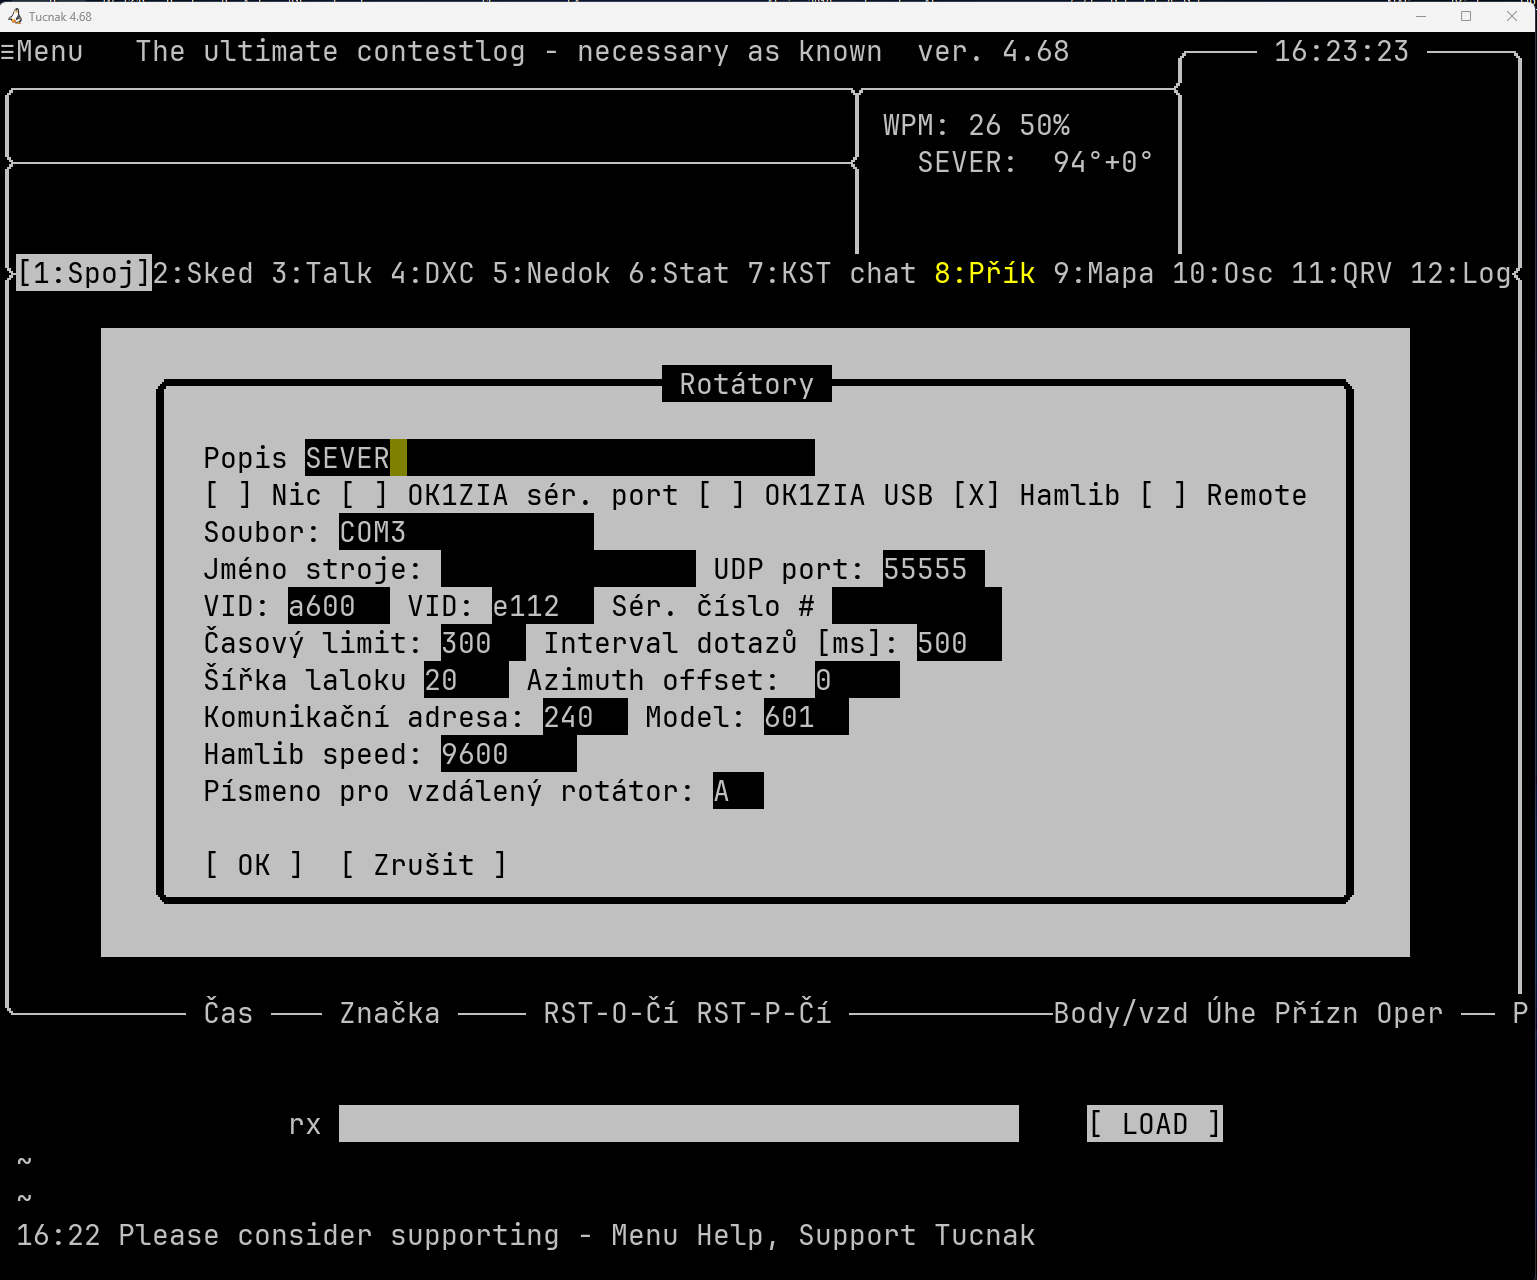 Tucnak 4.68
≡Menu The ultimate contestlog - necessary as known ver. 4.68 16:23:23
WPM: 26 50%
SEVER: 94°+0°
[1:Spoj]2:Sked 3:Talk 4:DXC 5:Nedok 6:Stat 7:KST chat 8:Přík 9:Mapa 10:Osc 11:QRV 12:Log
Rotátory
Popis SEVER
[ ] Nic [ ] OK1ZIA sér. port [ ] OK1ZIA USB [X] Hamlib [ ] Remote
Soubor: COM3
Jméno stroje: UDP port: 55555
VID: a600 VID: e112 Sér. číslo #
Časový limit: 300 Interval dotazů [ms]: 500
Šířka laloku 20 Azimuth offset: 0
Komunikační adresa: 240 Model: 601
Hamlib speed: 9600
Písmeno pro vzdálený rotátor: A
[ OK ] [ Zrušit ]
Čas Značka RST-O-Čí RST-P-Čí Body/vzd Úhe Přízn Oper P
rx [ LOAD ]
~
~
16:22 Please consider supporting - Menu Help, Support Tucnak